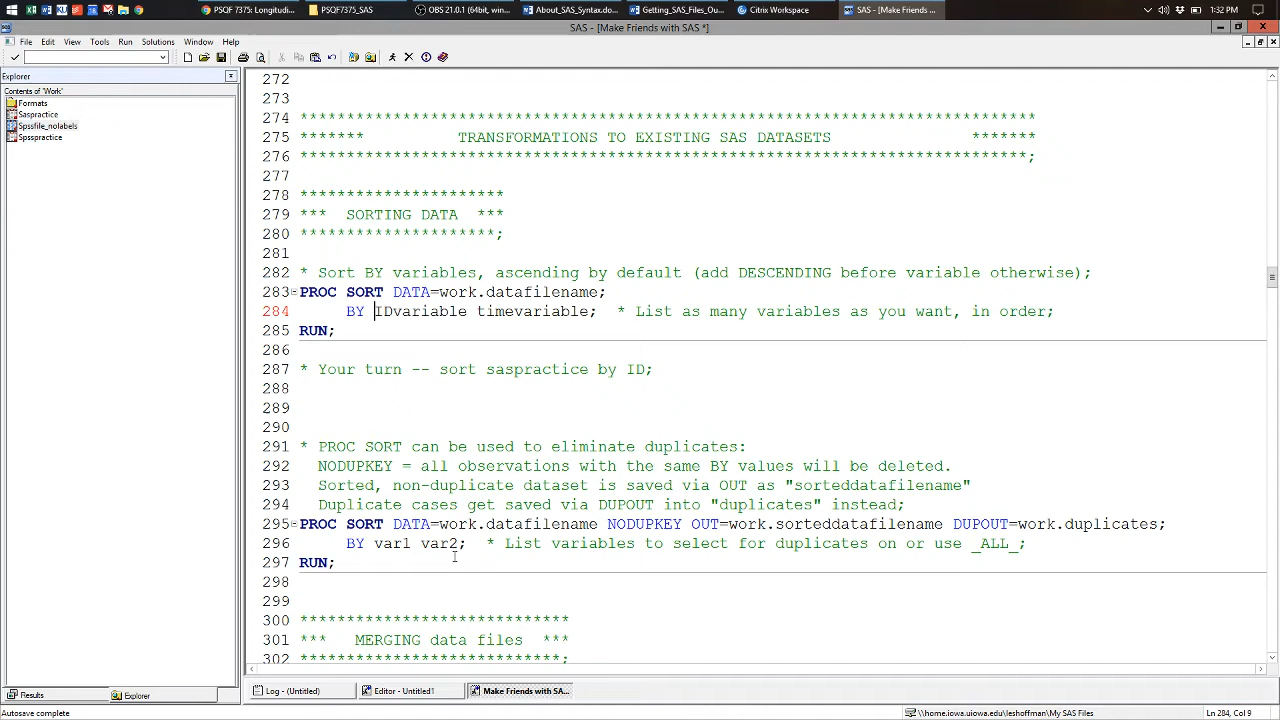 PSQF 7375: Longitudi...
PSQF7375_SAS
OBS 21.0.1 (64bit, win...
About_SAS_Syntax.do...
Getting_SAS_Files_Ou...
Citrix Workspace
SAS - [Make Friends ...
1:32 PM
SAS - [Make Friends with SAS *]
File Edit View Tools Run Solutions Window Help
Explorer
Contents of 'Work'
Formats
Saspractice
Spssfile_nolabels
Spsspractice
272
273
274 *******************************************************************************
275 ******* TRANSFORMATIONS TO EXISTING SAS DATASETS *******
276 ******************************************************************************;
277
278 **********************
279 *** SORTING DATA ***
280 *********************;
281
282 * Sort BY variables, ascending by default (add DESCENDING before variable otherwise);
283 PROC SORT DATA=work.datafilename;
284 BY IDvariable timevariable; * List as many variables as you want, in order;
285 RUN;
286
287 * Your turn -- sort saspractice by ID;
288
289
290
291 * PROC SORT can be used to eliminate duplicates:
292 NODUPKEY = all observations with the same BY values will be deleted.
293 Sorted, non-duplicate dataset is saved via OUT as "sorteddatafilename"
294 Duplicate cases get saved via DUPOUT into "duplicates" instead;
295 PROC SORT DATA=work.datafilename NODUPKEY OUT=work.sorteddatafilename DUPOUT=work.duplicates;
296 BY var1 var2; * List variables to select for duplicates on or use _ALL_;
297 RUN;
298
299
300 *****************************
301 *** MERGING data files ***
302 ****************************;
Results
Explorer
Log - (Untitled)
Editor - Untitled1
Make Friends with SA...
Autosave complete
\\home.iowa.uiowa.edu\leshoffman\My SAS Files
Ln 284, Col 9